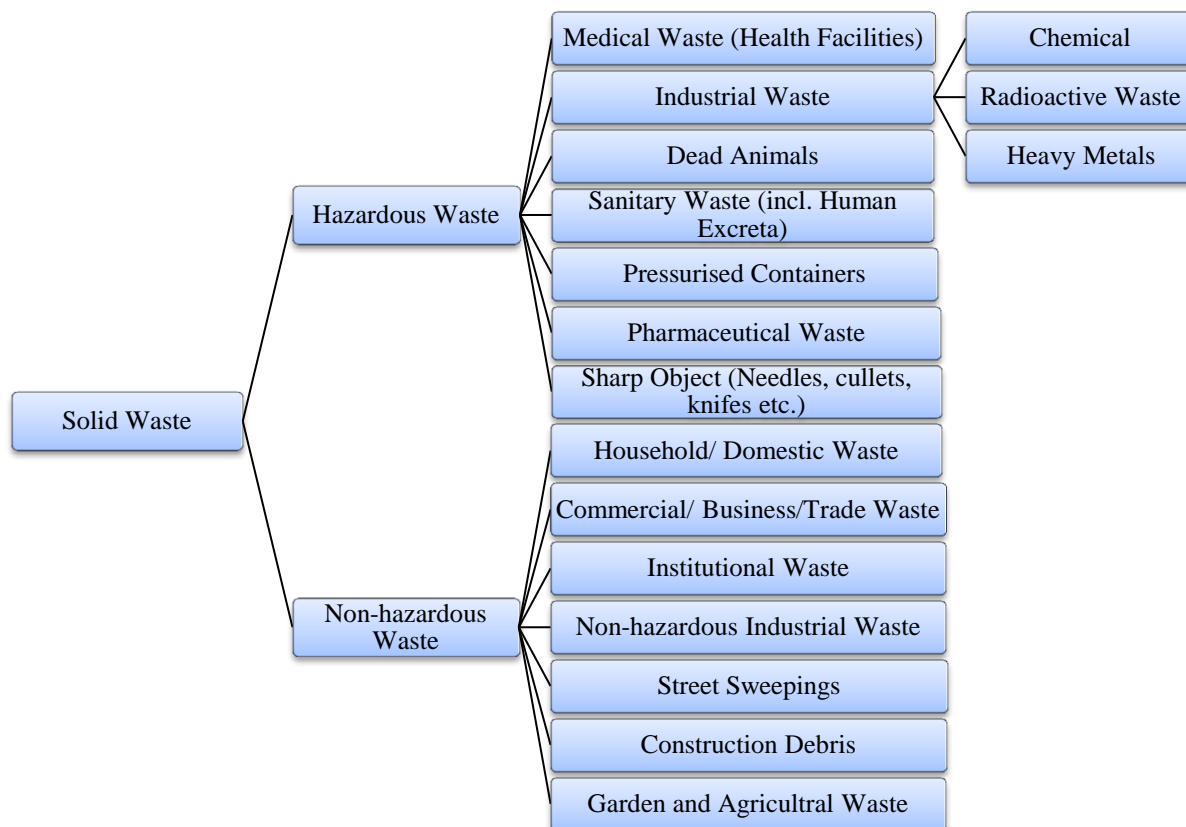 Medical Waste (Health Facilities)
Chemical
Industrial Waste
Radioactive Waste
Dead Animals
Heavy Metals
Hazardous Waste
Sanitary Waste (incl. Human
Excreta)
Pressurised Containers
Pharmaceutical Waste
Sharp Object (Needles, cullets,
knifes etc.)
Solid Waste
Household/ Domestic Waste
Commercial/ Business/Trade Waste
Institutional Waste
Non-hazardous
Waste
Non-hazardous Industrial Waste
Street Sweepings
Construction Debris
Garden and Agricultral Waste